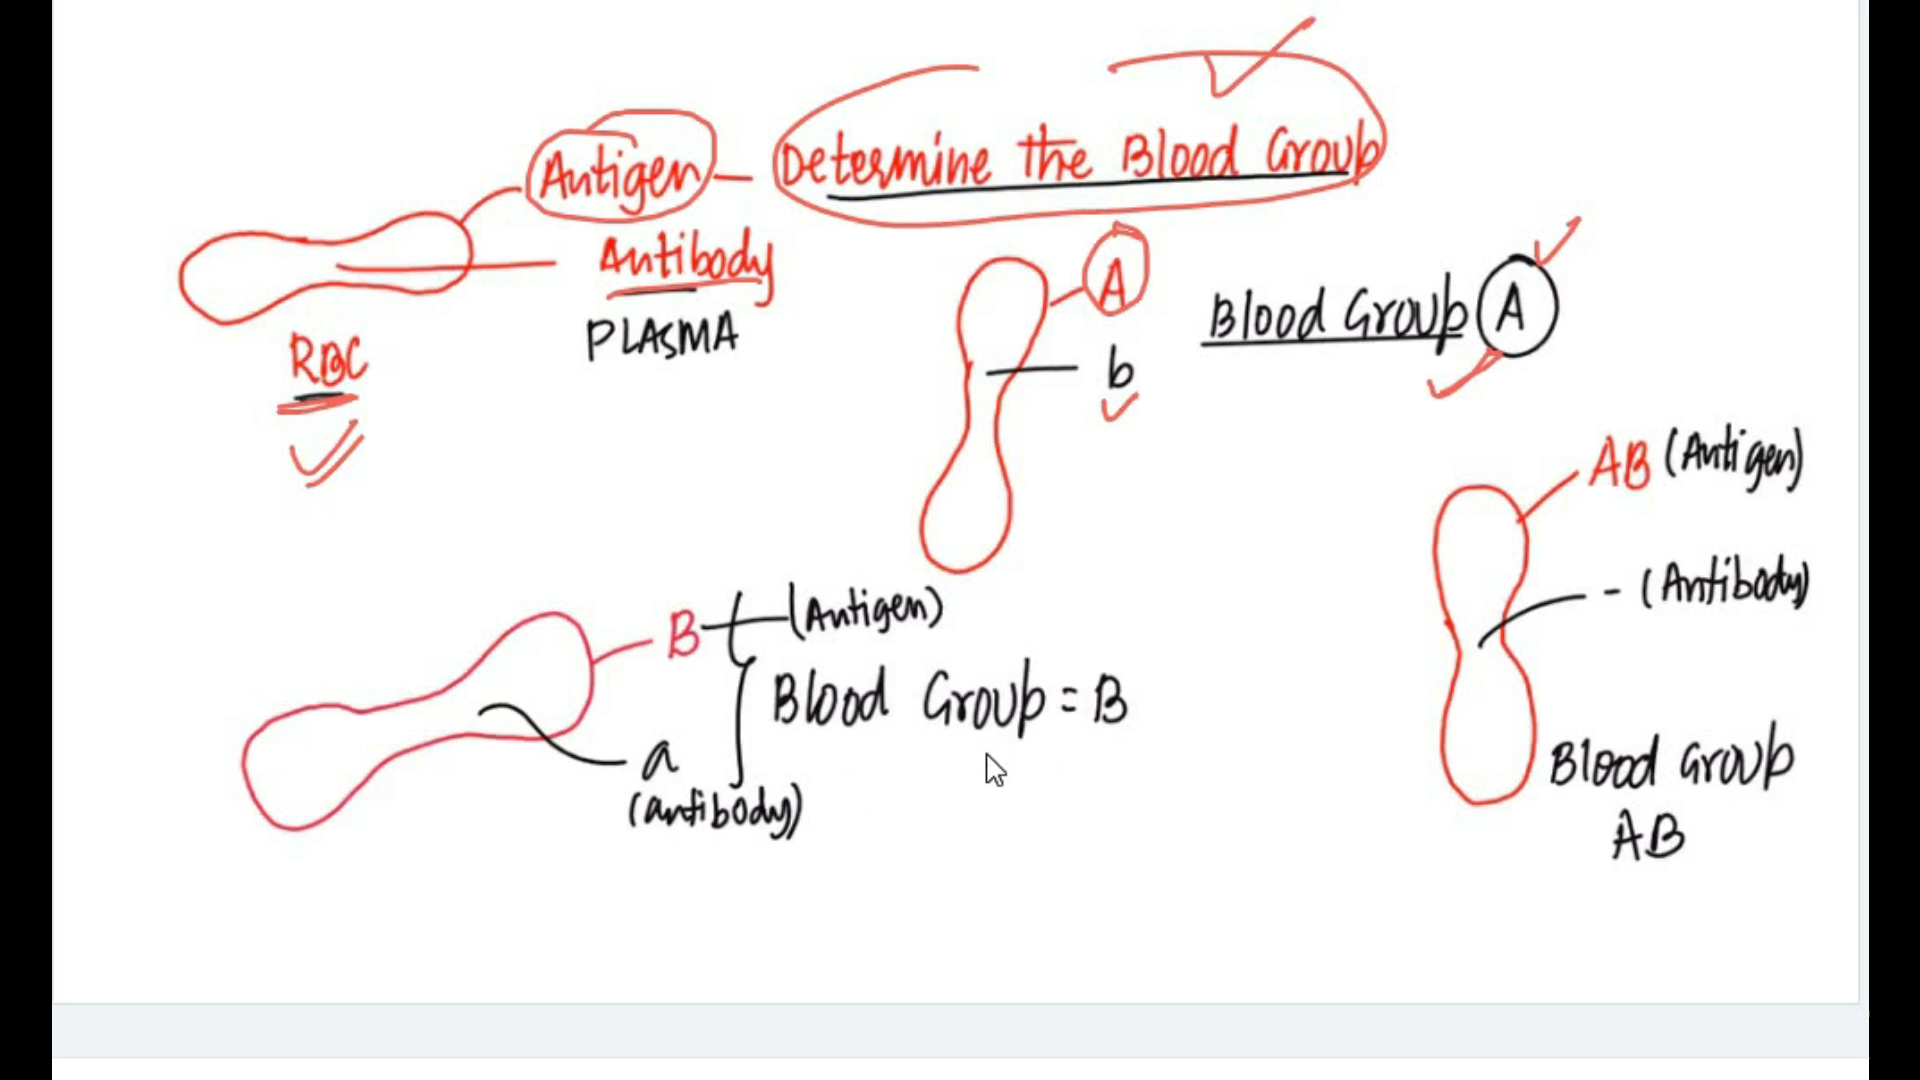 Antigen - Determine the Blood Group
Antibody
PLASMA
RBC
A
b
Blood Group A
AB (Antigen)
- (Antibody)
Blood Group
AB
B (Antigen)
Blood Group = B
a
(antibody)